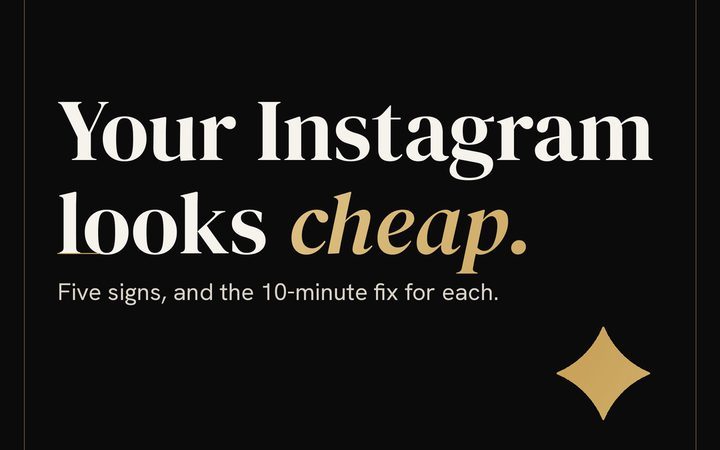 Your Instagram
looks cheap.
Five signs, and the 10-minute fix for each.